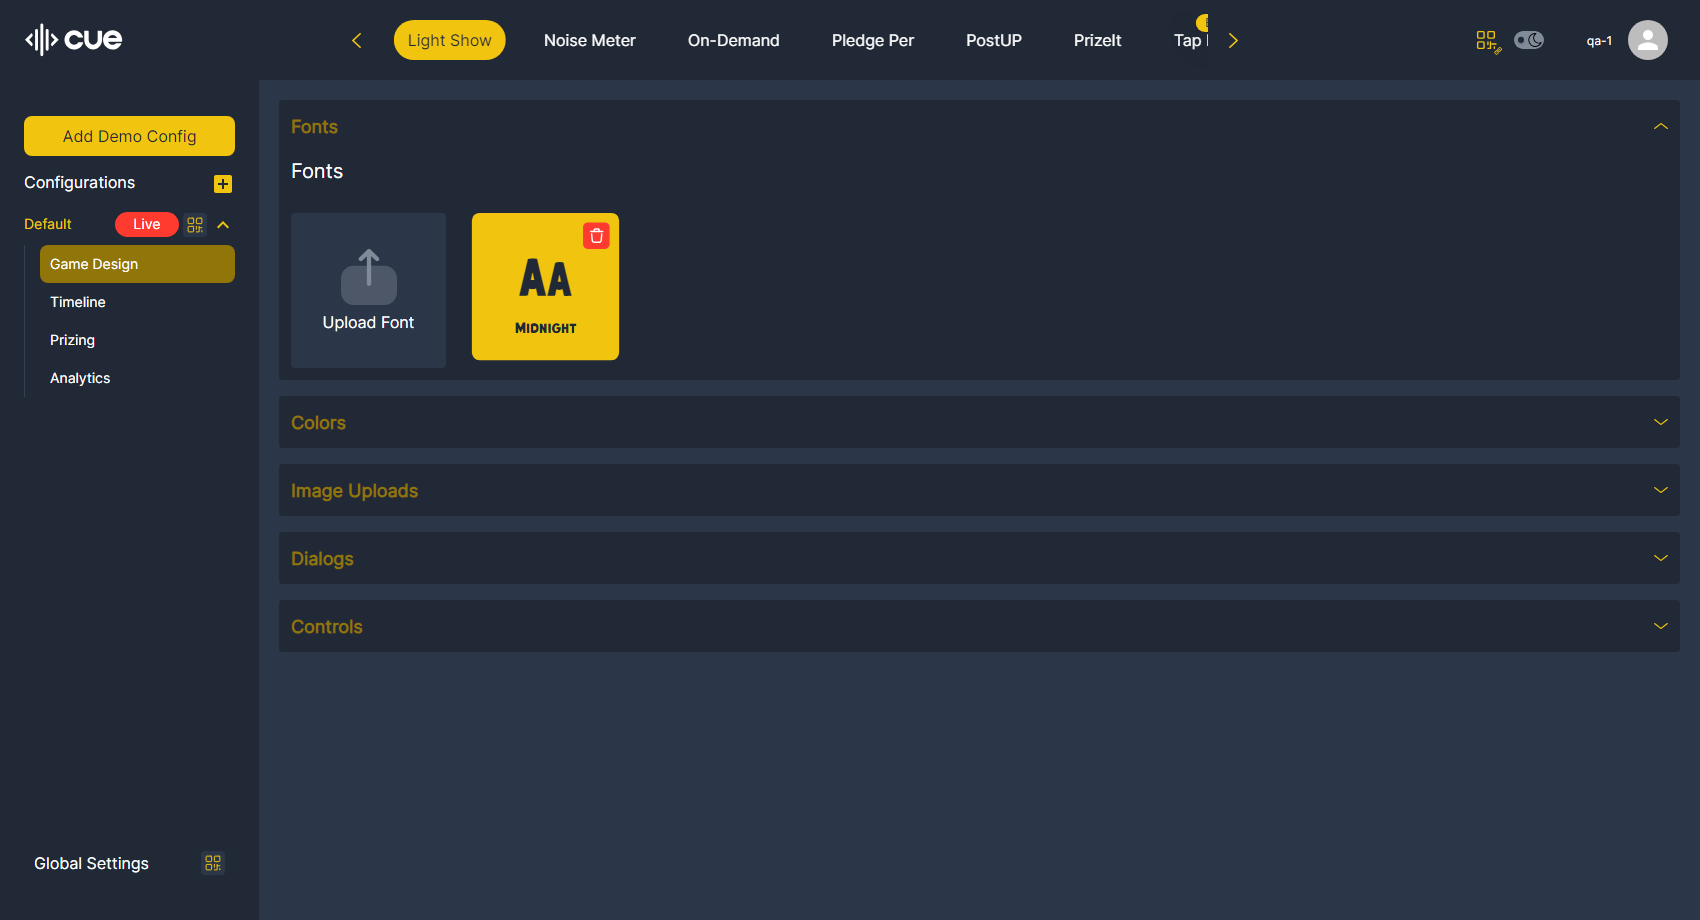 cue
Light Show
Noise Meter
On-Demand
Pledge Per
PostUP
PrizeIt
Tap
qa-1
Add Demo Config
Configurations
Default
Live
Game Design
Timeline
Prizing
Analytics
Global Settings
Fonts
Fonts
Upload Font
AA
MIDNIGHT
Colors
Image Uploads
Dialogs
Controls